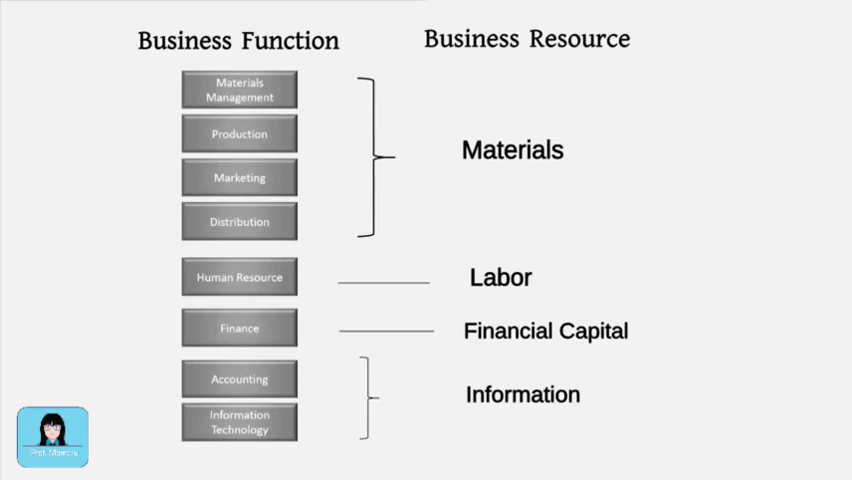 Business Function
Business Resource
Materials
Management
Production
Marketing
Distribution
Materials
Human Resource
Labor
Finance
Financial Capital
Accounting
Information
Technology
Information